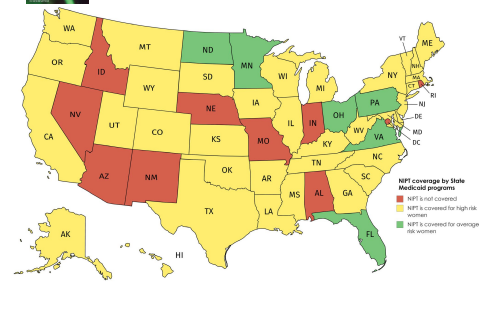 WA
MT
ND
MN
OR
ID
SD
WI
WY
NE
IA
MI
NV
UT
CO
KS
CA
IL
IN
OH
MO
KY
WV
VA
PA
NY
VT
NH
ME
MA
CT
RI
NJ
DE
MD
DC
AZ
NM
OK
AR
TN
NC
SC
MS
AL
GA
TX
LA
FL
AK
HI
NIPT coverage by State
Medicaid programs
NIPT is not covered
NIPT is covered for high risk
women
NIPT is covered for average
risk women